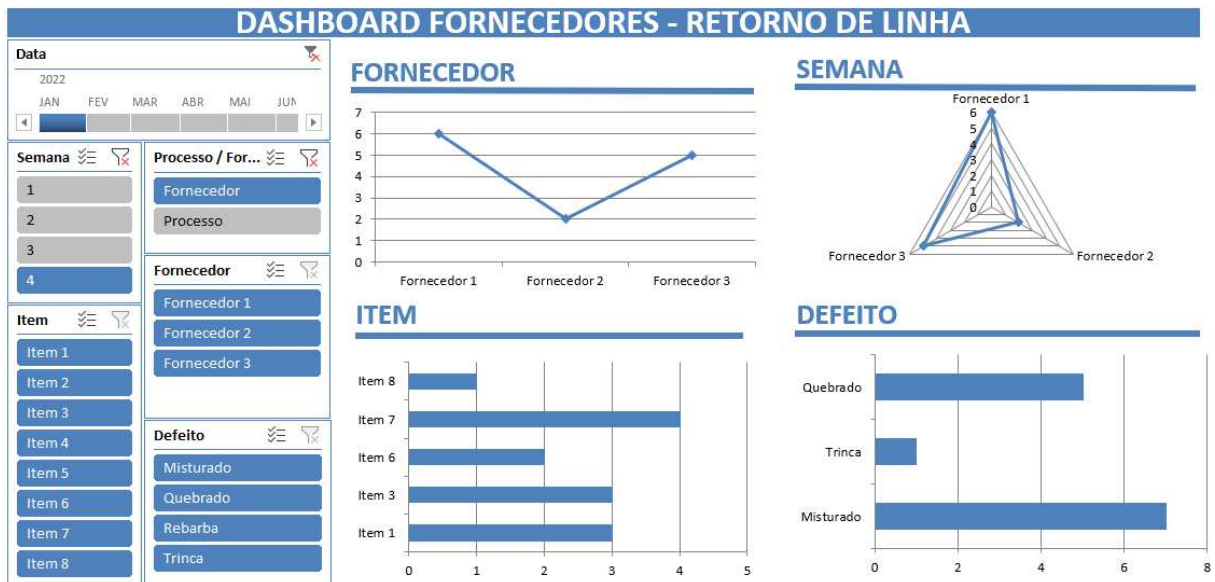 DASHBOARD FORNECEDORES - RETORNO DE LINHA
Data
2022
JAN FEV MAR ABR MAI JUN
Semana
1
2
3
4
Processo / For...
Fornecedor
Processo
Fornecedor
Fornecedor 1
Fornecedor 2
Fornecedor 3
Item
Item 1
Item 2
Item 3
Item 4
Item 5
Item 6
Item 7
Item 8
Defeito
Misturado
Quebrado
Rebarba
Trinca
FORNECEDOR
7
6
5
4
3
2
1
0
Fornecedor 1 Fornecedor 2 Fornecedor 3
SEMANA
Fornecedor 1
6
5
4
3
2
1
0
Fornecedor 3 Fornecedor 2
ITEM
Item 8
Item 7
Item 6
Item 3
Item 1
0 1 2 3 4 5
DEFEITO
Quebrado
Trinca
Misturado
0 2 4 6 8